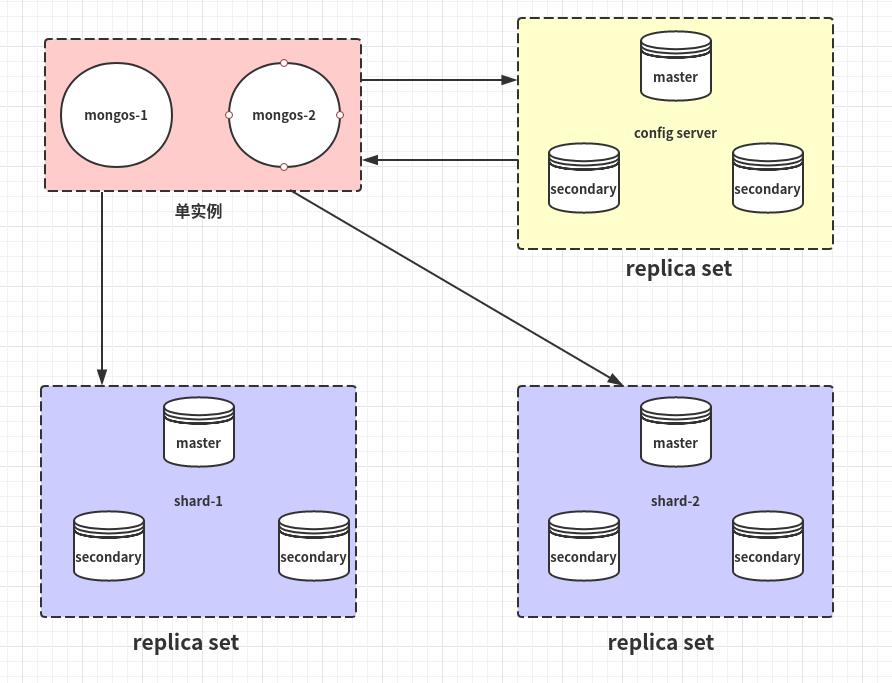 mongos-1
mongos-2
单实例
master
config server
secondary
secondary
replica set
master
shard-1
secondary
secondary
replica set
master
shard-2
secondary
secondary
replica set